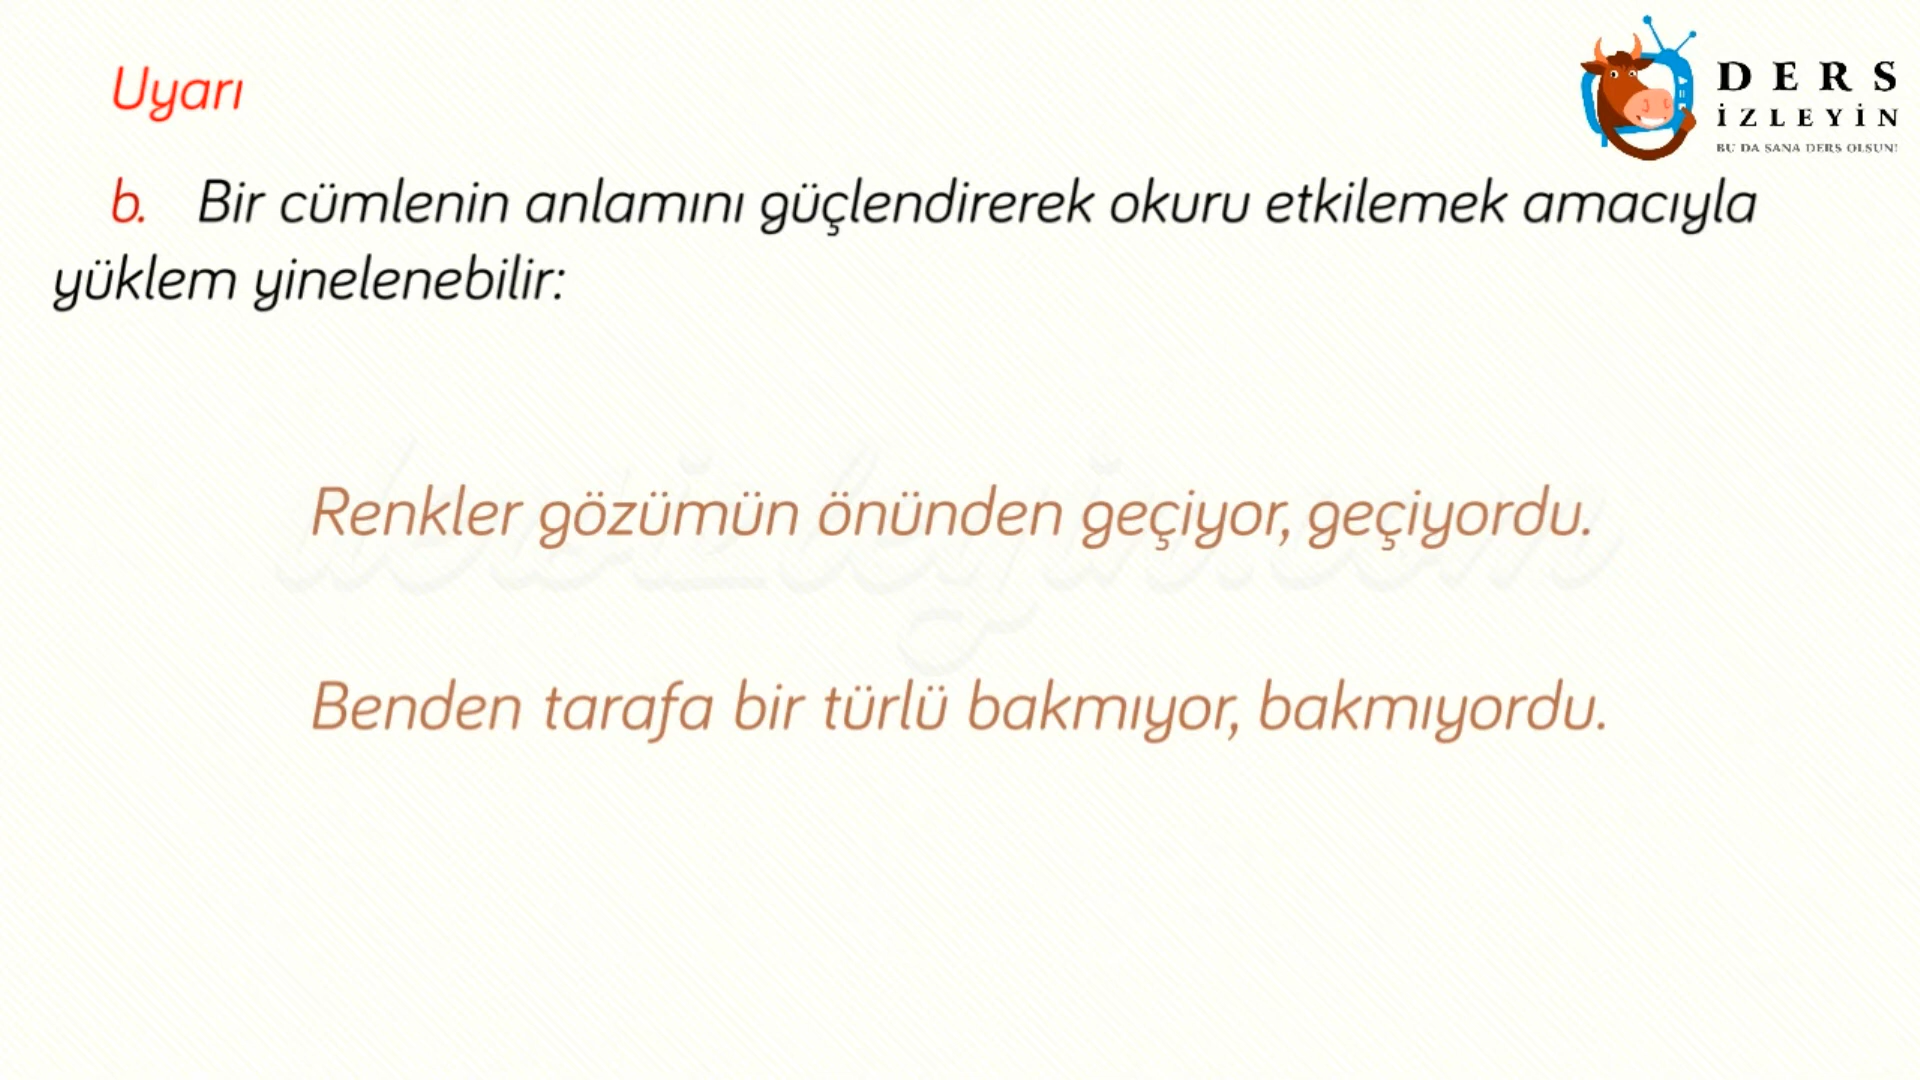 Uyarı
DERS
İZLEYİN
BU DA SANA DERS OLSUN!
b. Bir cümlenin anlamını güçlendirerek okuru etkilemek amacıyla
yüklem yinelenebilir:
Renkler gözümün önünden geçiyor, geçiyordu.
Benden tarafa bir türlü bakmıyor, bakmıyordu.